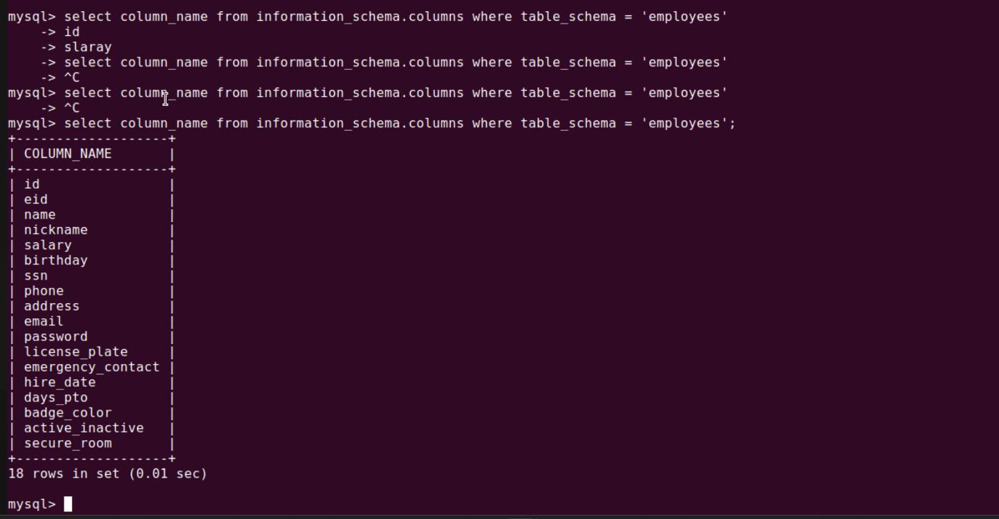 mysql> select column_name from information_schema.columns where table_schema = 'employees'
    -> id
    -> slaray
    -> select column_name from information_schema.columns where table_schema = 'employees'
    -> ^C
mysql> select column_name from information_schema.columns where table_schema = 'employees'
    -> ^C
mysql> select column_name from information_schema.columns where table_schema = 'employees';
+-------------------+
| COLUMN_NAME       |
+-------------------+
| id                |
| eid               |
| name              |
| nickname          |
| salary            |
| birthday          |
| ssn               |
| phone             |
| address           |
| email             |
| password          |
| license_plate     |
| emergency_contact |
| hire_date         |
| days_pto          |
| badge_color       |
| active_inactive   |
| secure_room       |
+-------------------+
18 rows in set (0.01 sec)

mysql>